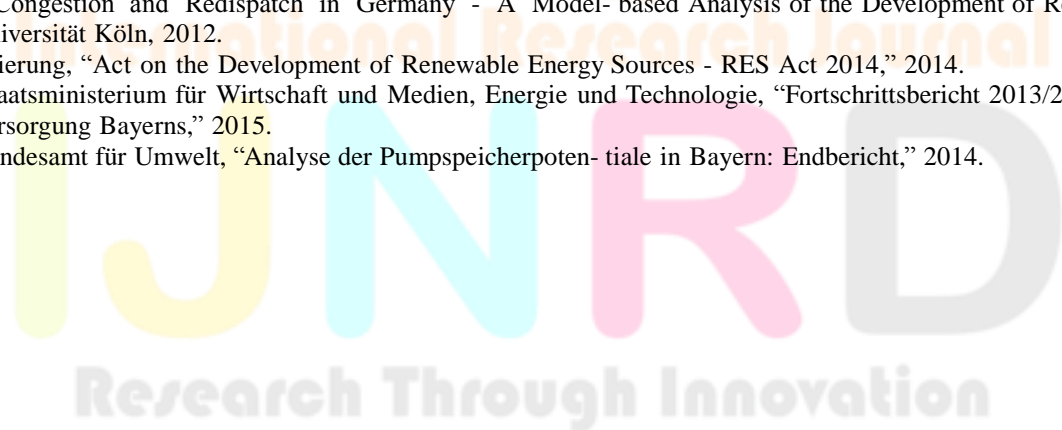 Congestion and Redispatch in Germany - A Model- based Analysis of the Development of
International Research Journal
iversität Köln, 2012.
ierung, “Act on the Development of Renewable Energy Sources - RES Act 2014,” 2014.
aatsministerium für Wirtschaft und Medien, Energie und Technologie, “Fortschrittsbericht 2013/2
rsorgung Bayerns,” 2015.
ndesamt für Umwelt, “Analyse der Pumpspeicherpoten- tiale in Bayern: Endbericht,” 2014.
IJNRD
Research Through Innovation